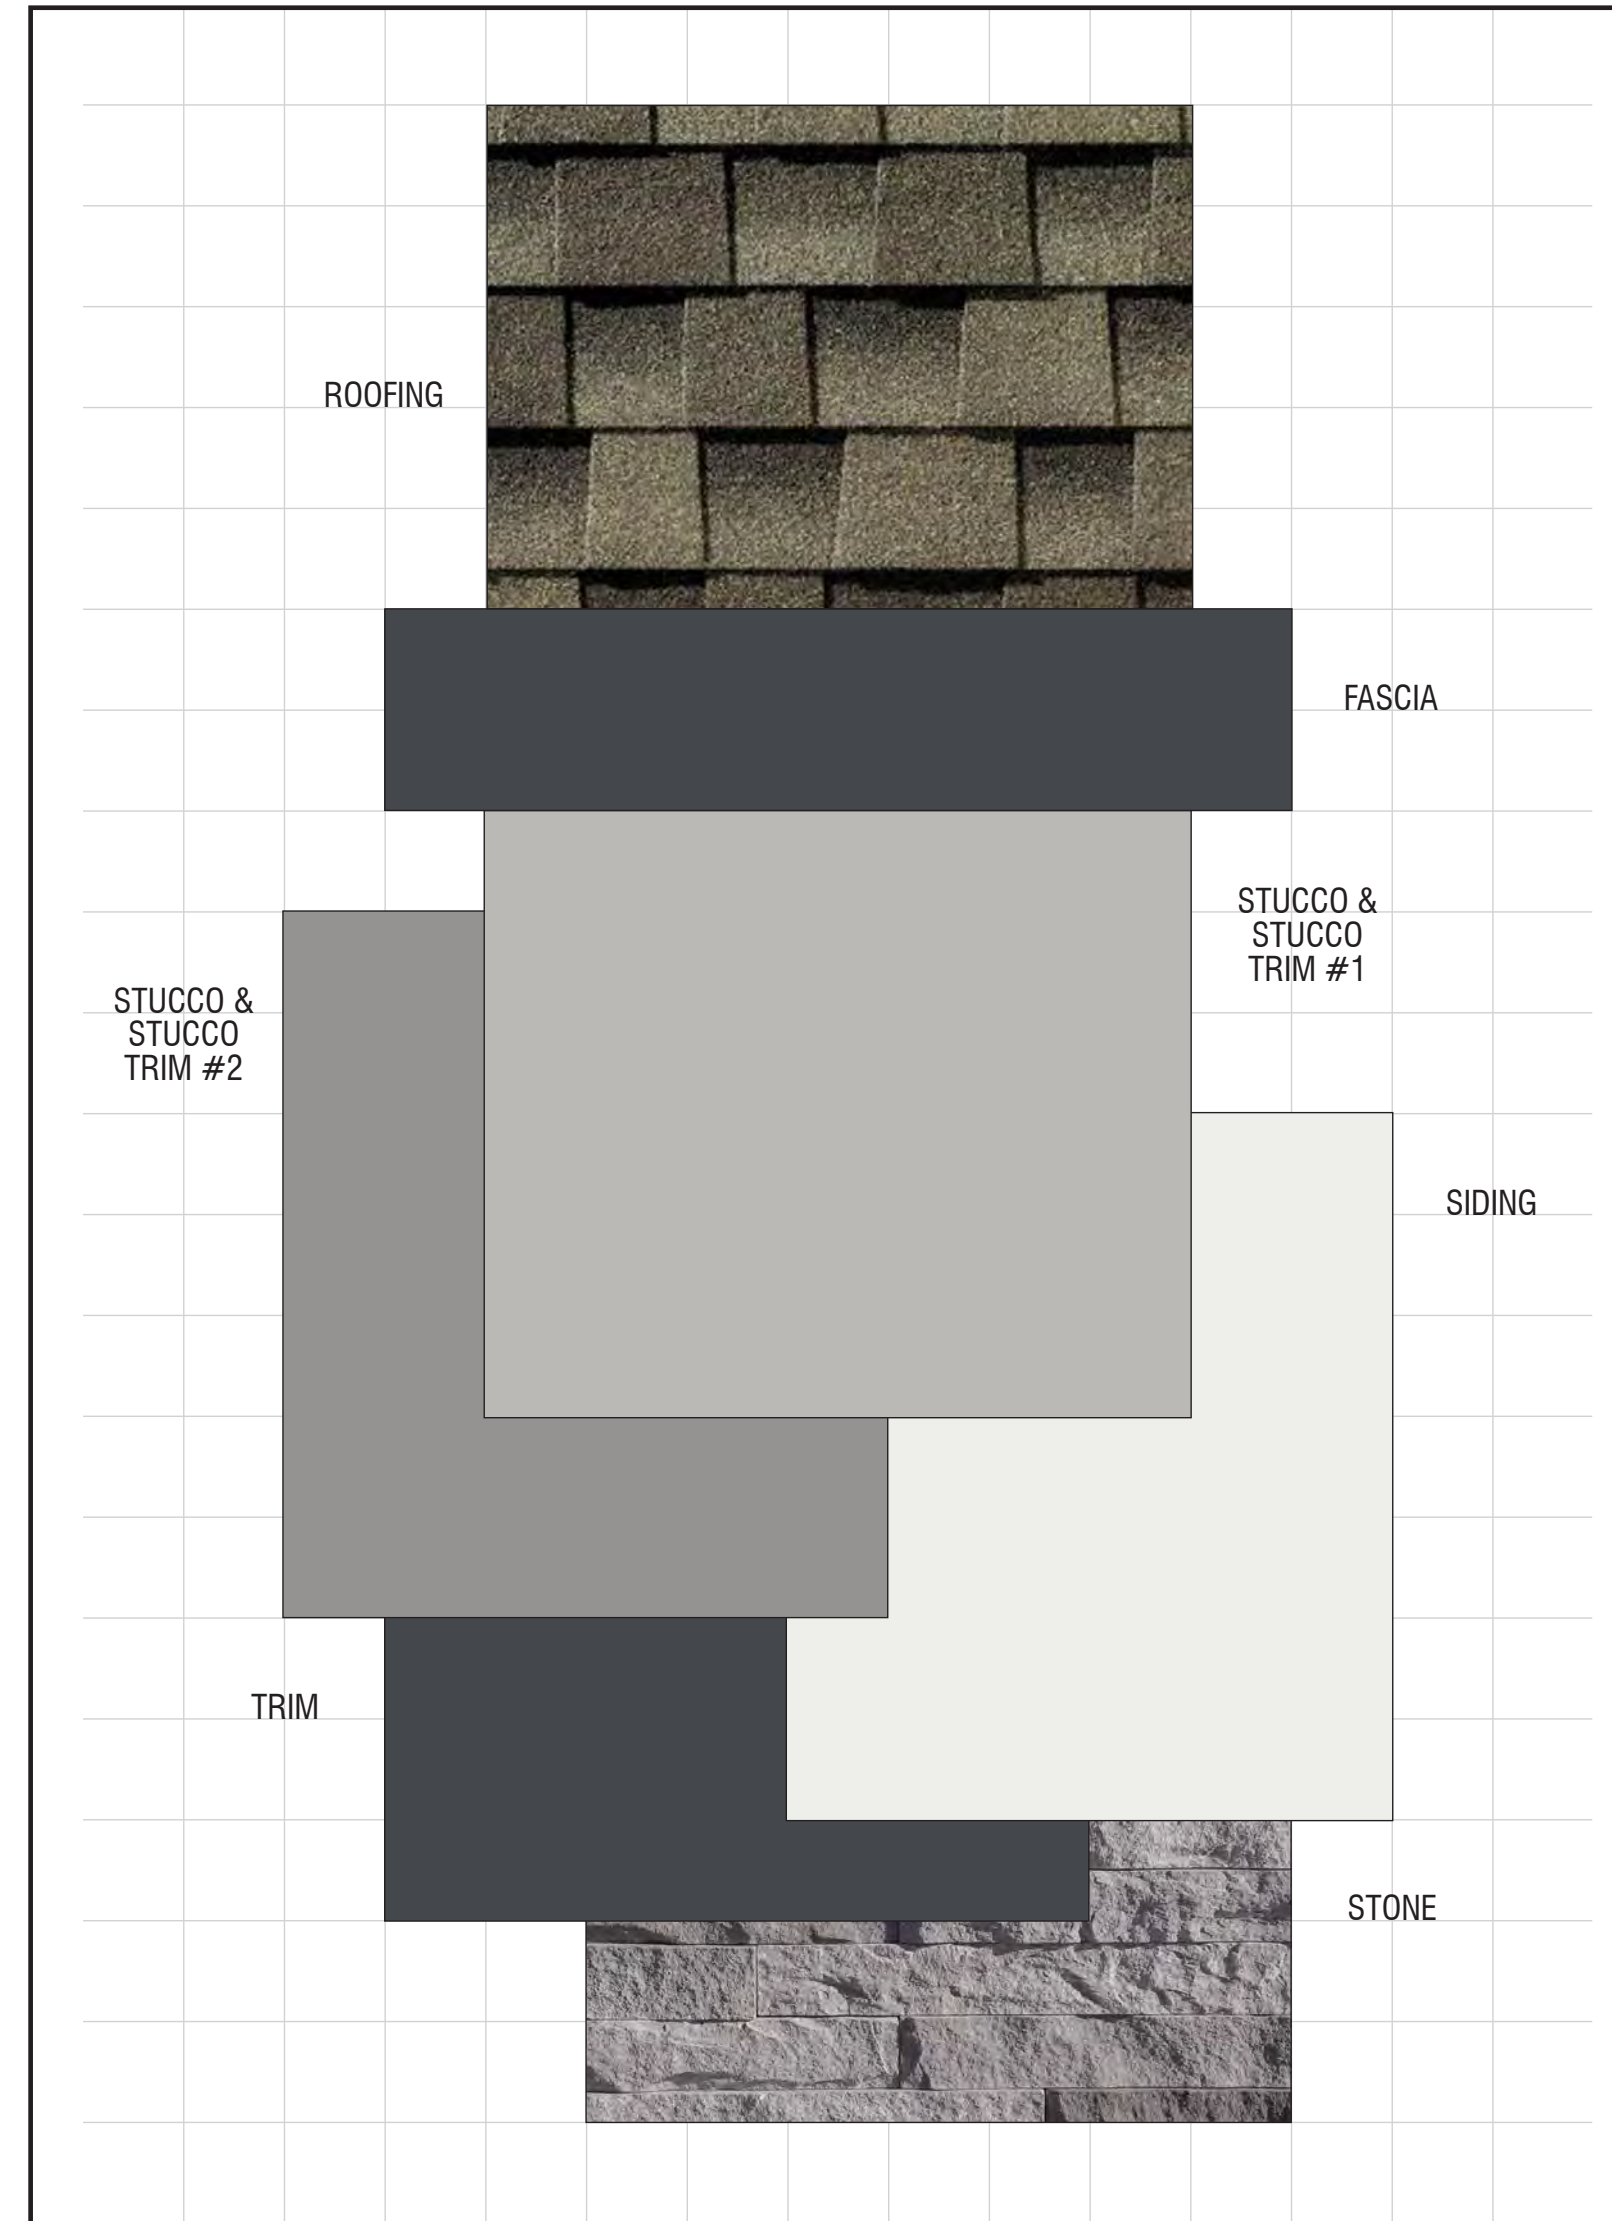 ROOFING
FASCIA
STUCCO &
STUCCO
TRIM #1
STUCCO &
STUCCO
TRIM #2
SIDING
TRIM
STONE